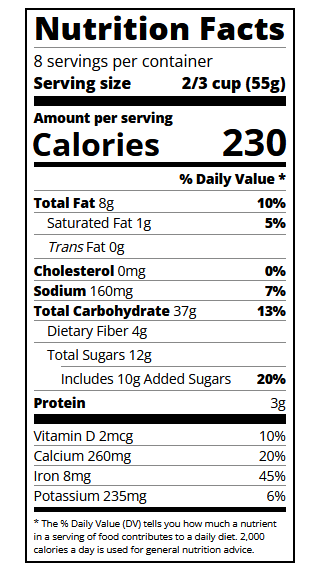 Nutrition Facts
8 servings per container
Serving size 2/3 cup (55g)
Amount per serving
Calories 230
% Daily Value *
Total Fat 8g 10%
Saturated Fat 1g 5%
Trans Fat 0g
Cholesterol 0mg 0%
Sodium 160mg 7%
Total Carbohydrate 37g 13%
Dietary Fiber 4g
Total Sugars 12g
Includes 10g Added Sugars 20%
Protein 3g
Vitamin D 2mcg 10%
Calcium 260mg 20%
Iron 8mg 45%
Potassium 235mg 6%
* The % Daily Value (DV) tells you how much a nutrient
in a serving of food contributes to a daily diet. 2,000
calories a day is used for general nutrition advice.